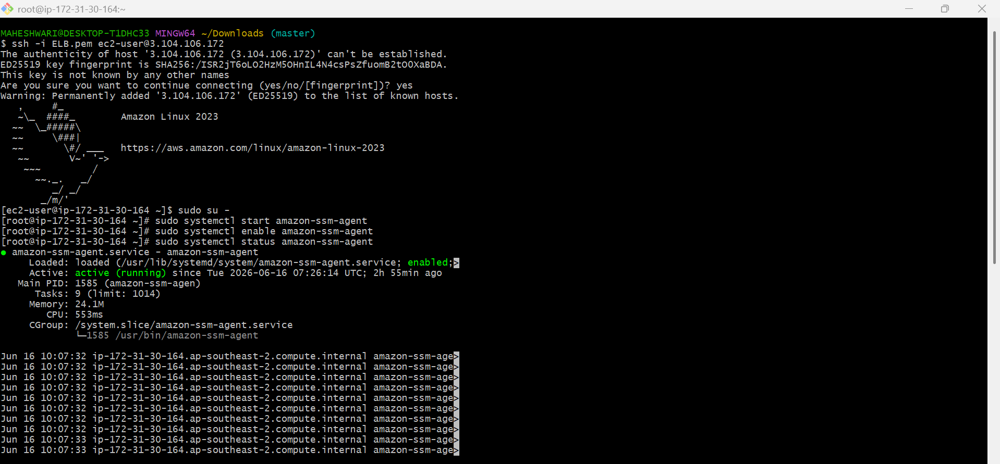 root@ip-172-31-30-164:~
MAHESHWARI@DESKTOP-T1DHC33 MINGW64 ~/Downloads (master)
$ ssh -i ELB.pem ec2-user@3.104.106.172
The authenticity of host '3.104.106.172 (3.104.106.172)' can't be established.
ED25519 key fingerprint is SHA256:/ISR2jT6oLO2HzM5OHnIL4N4csPsZfuomB2tO0XaBDA.
This key is not known by any other names
Are you sure you want to continue connecting (yes/no/[fingerprint])? yes
Warning: Permanently added '3.104.106.172' (ED25519) to the list of known hosts.
   ,     #_
   ~\_  ####_        Amazon Linux 2023
  ~~  \_#####\
  ~~     \###|
  ~~       \#/ ___   https://aws.amazon.com/linux/amazon-linux-2023
   ~~       V~' '->
    ~~~         /
      ~~._.   _/
         _/ _/
       _/m/'
[ec2-user@ip-172-31-30-164 ~]$ sudo su -
[root@ip-172-31-30-164 ~]# sudo systemctl start amazon-ssm-agent
[root@ip-172-31-30-164 ~]# sudo systemctl enable amazon-ssm-agent
[root@ip-172-31-30-164 ~]# sudo systemctl status amazon-ssm-agent
● amazon-ssm-agent.service - amazon-ssm-agent
     Loaded: loaded (/usr/lib/systemd/system/amazon-ssm-agent.service; enabled;>
     Active: active (running) since Tue 2026-06-16 07:26:14 UTC; 2h 55min ago
   Main PID: 1585 (amazon-ssm-agen)
      Tasks: 9 (limit: 1014)
     Memory: 24.1M
        CPU: 553ms
     CGroup: /system.slice/amazon-ssm-agent.service
             └─1585 /usr/bin/amazon-ssm-agent
Jun 16 10:07:32 ip-172-31-30-164.ap-southeast-2.compute.internal amazon-ssm-age>
Jun 16 10:07:32 ip-172-31-30-164.ap-southeast-2.compute.internal amazon-ssm-age>
Jun 16 10:07:32 ip-172-31-30-164.ap-southeast-2.compute.internal amazon-ssm-age>
Jun 16 10:07:32 ip-172-31-30-164.ap-southeast-2.compute.internal amazon-ssm-age>
Jun 16 10:07:32 ip-172-31-30-164.ap-southeast-2.compute.internal amazon-ssm-age>
Jun 16 10:07:32 ip-172-31-30-164.ap-southeast-2.compute.internal amazon-ssm-age>
Jun 16 10:07:32 ip-172-31-30-164.ap-southeast-2.compute.internal amazon-ssm-age>
Jun 16 10:07:32 ip-172-31-30-164.ap-southeast-2.compute.internal amazon-ssm-age>
Jun 16 10:07:33 ip-172-31-30-164.ap-southeast-2.compute.internal amazon-ssm-age>
Jun 16 10:07:33 ip-172-31-30-164.ap-southeast-2.compute.internal amazon-ssm-age>